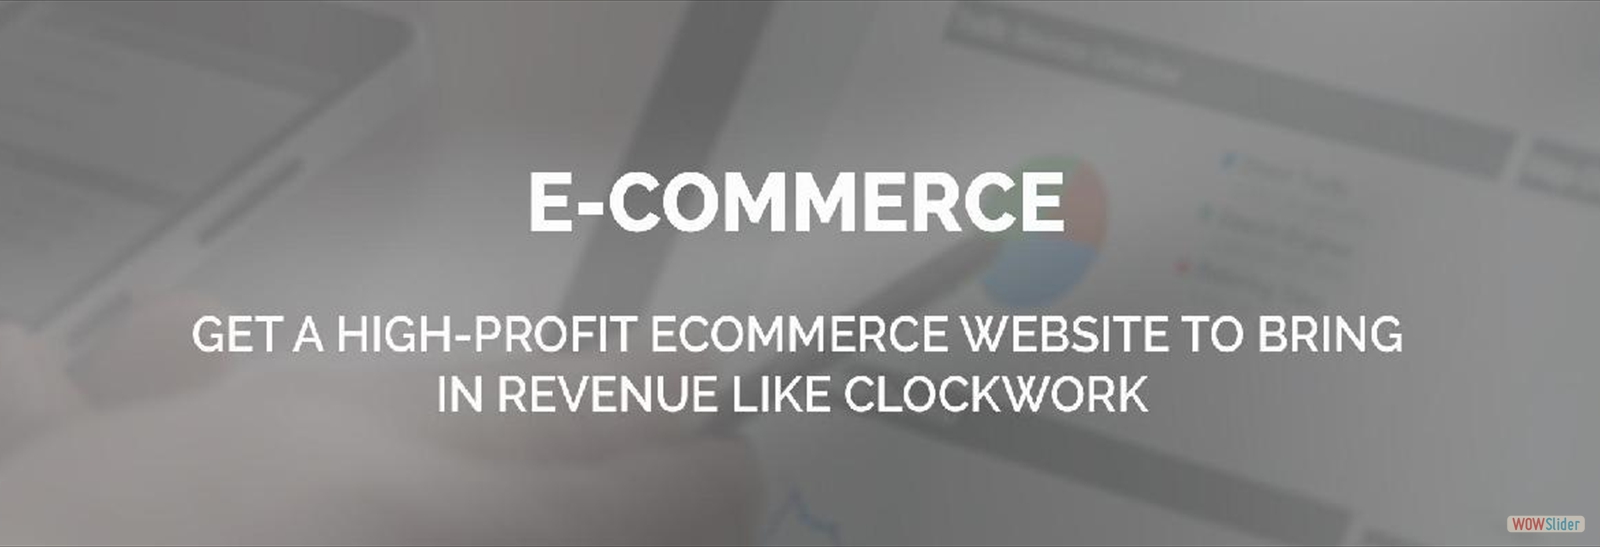 E-COMMERCE
GET A HIGH-PROFIT ECOMMERCE WEBSITE TO BRING
IN REVENUE LIKE CLOCKWORK
WOWSlider